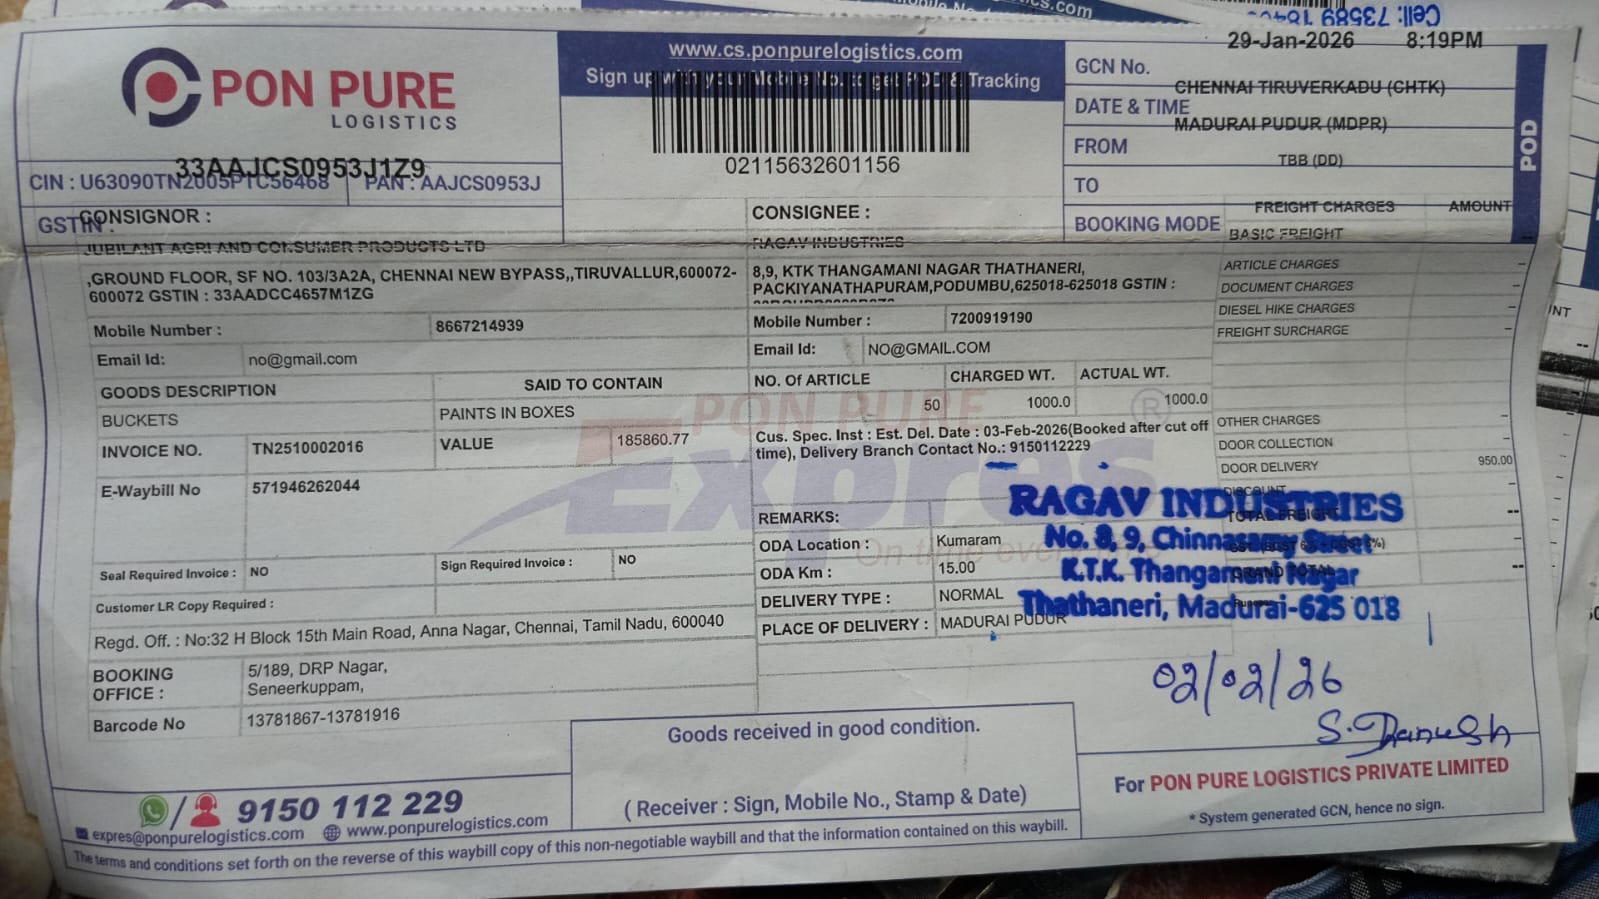 Cell: 73589
29-Jan-2026 8:19PM
PON PURE
LOGISTICS
www.cs.ponpurelogistics.com
Sign up with your Mobile No. to get POD & Tracking
02115632601156
GCN No.
CHENNAI TIRUVERKADU (CHTK)
DATE & TIME
MADURAI PUDUR (MDPR)
FROM
TBB (DD)
TO
BOOKING MODE
POD
33AAJCS0953J1Z9
CIN : U63090TN2005PTC56468
PAN : AAJCS0953J
GSTIN :
CONSIGNOR :
JUBILANT AGRI AND CONSUMER PRODUCTS LTD
,GROUND FLOOR, SF NO. 103/3A2A, CHENNAI NEW BYPASS,,TIRUVALLUR,600072-
600072 GSTIN : 33AADCC4657M1ZG
Mobile Number : 8667214939
Email Id: no@gmail.com
CONSIGNEE :
RAGAV INDUSTRIES
8,9, KTK THANGAMANI NAGAR THATHANERI,
PACKIYANATHAPURAM,PODUMBU,625018-625018 GSTIN :
Mobile Number : 7200919190
Email Id: NO@GMAIL.COM
FREIGHT CHARGES AMOUNT
BASIC FREIGHT --
ARTICLE CHARGES --
DOCUMENT CHARGES --
DIESEL HIKE CHARGES --
FREIGHT SURCHARGE --
OTHER CHARGES --
DOOR COLLECTION --
DOOR DELIVERY 950.00
DISCOUNT
TOTAL FREIGHT --
GRAND TOTAL --
GOODS DESCRIPTION SAID TO CONTAIN
BUCKETS PAINTS IN BOXES
INVOICE NO. TN2510002016 VALUE 185860.77
E-Waybill No 571946262044
Seal Required Invoice : NO Sign Required Invoice : NO
Customer LR Copy Required :
NO. Of ARTICLE CHARGED WT. ACTUAL WT.
50 1000.0 1000.0
Cus. Spec. Inst : Est. Del. Date : 03-Feb-2026(Booked after cut off
time), Delivery Branch Contact No.: 9150112229
REMARKS:
ODA Location : Kumaram
ODA Km : 15.00
DELIVERY TYPE : NORMAL
PLACE OF DELIVERY : MADURAI PUDUR
PON PURE
Expres
On time every
RAGAV INDUSTRIES
No. 8, 9, Chinnasamy Street
K.T.K. Thangamani Nagar
Thathaneri, Madurai-625 018
02/02/26
S. Dhanush
Regd. Off. : No:32 H Block 15th Main Road, Anna Nagar, Chennai, Tamil Nadu, 600040
BOOKING
OFFICE :
5/189, DRP Nagar,
Seneerkuppam,
Barcode No 13781867-13781916
Goods received in good condition.
( Receiver : Sign, Mobile No., Stamp & Date)
For PON PURE LOGISTICS PRIVATE LIMITED
* System generated GCN, hence no sign.
9150 112 229
expres@ponpurelogistics.com www.ponpurelogistics.com
The terms and conditions set forth on the reverse of this waybill copy of this non-negotiable waybill and that the information contained on this waybill.